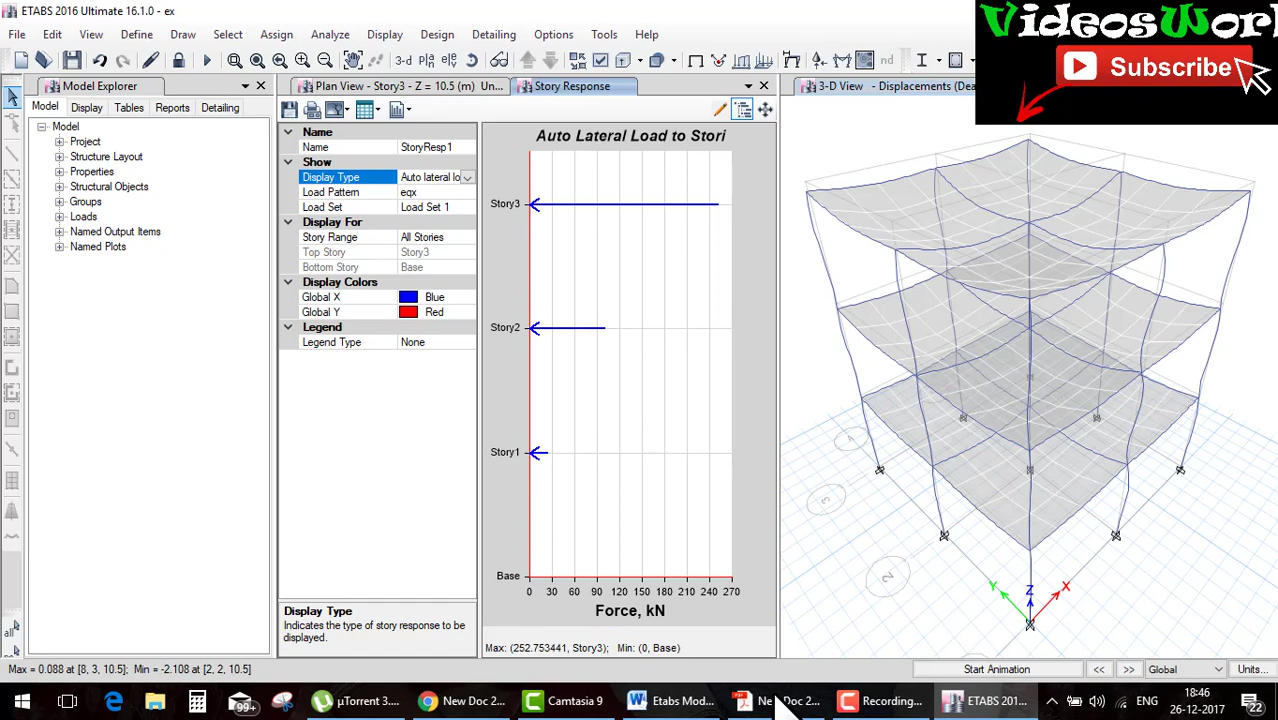 ETABS 2016 Ultimate 16.1.0 - ex
File Edit View Define Draw Select Assign Analyze Display Design Detailing Options Tools Help
VideosWorl
Subscribe
3-d
Model Explorer
Plan View - Story3 - Z = 10.5 (m) Un...
Story Response
3-D View - Displacements (Dea
Model Display Tables Reports Detailing
Model
Project
Structure Layout
Properties
Structural Objects
Groups
Loads
Named Output Items
Named Plots
all
Name
Name StoryResp1
Show
Display Type Auto lateral lo
Load Pattern eqx
Load Set Load Set 1
Display For
Story Range All Stories
Top Story Story3
Bottom Story Base
Display Colors
Global X Blue
Global Y Red
Legend
Legend Type None
Display Type
Indicates the type of story response to be
displayed.
Auto Lateral Load to Stori
Story3
Story2
Story1
Base
0 30 60 90 120 150 180 210 240 270
Force, kN
Max: (252.753441, Story3); Min: (0, Base)
3
2
Y Z X
Max = 0.088 at [8, 3, 10.5]; Min = -2.108 at [2, 2, 10.5]
Start Animation << >> Global Units...
99+
µTorrent 3....
New Doc 2...
Camtasia 9
Etabs Mod...
Ne Doc 2...
Recording...
ETABS 201...
ENG
18:46
26-12-2017
22